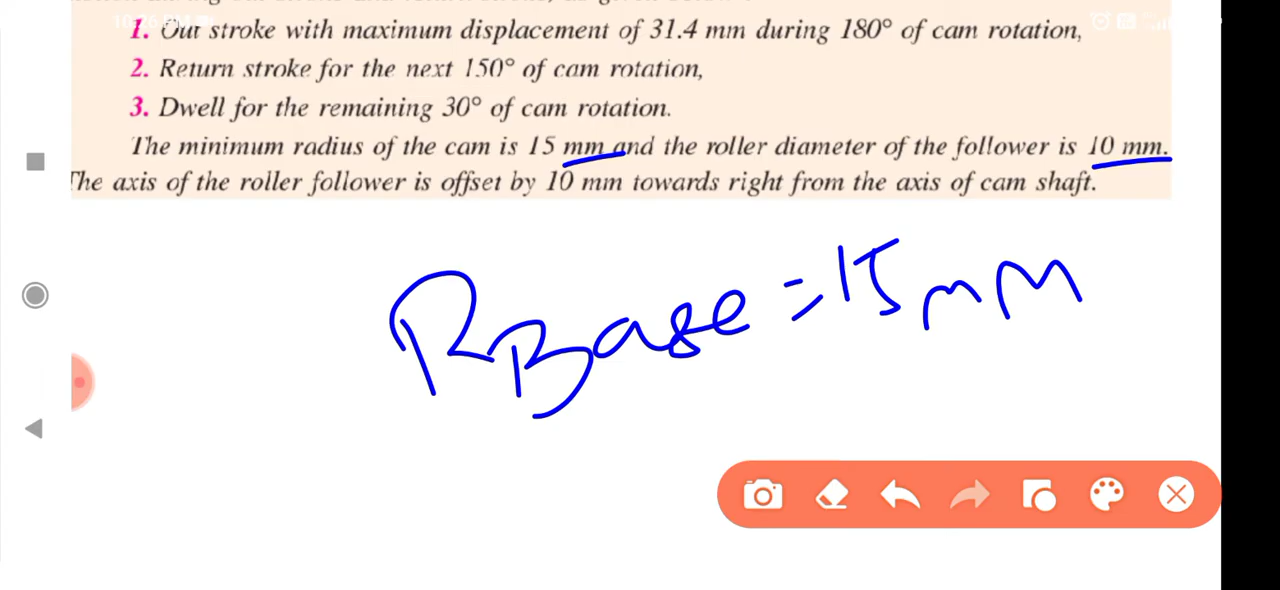 1. Our stroke with maximum displacement of 31.4 mm during 180° of cam rotation,
2. Return stroke for the next 150° of cam rotation,
3. Dwell for the remaining 30° of cam rotation.
The minimum radius of the cam is 15 mm and the roller diameter of the follower is 10 mm.
The axis of the roller follower is offset by 10 mm towards right from the axis of cam shaft.
RBase = 15 mm